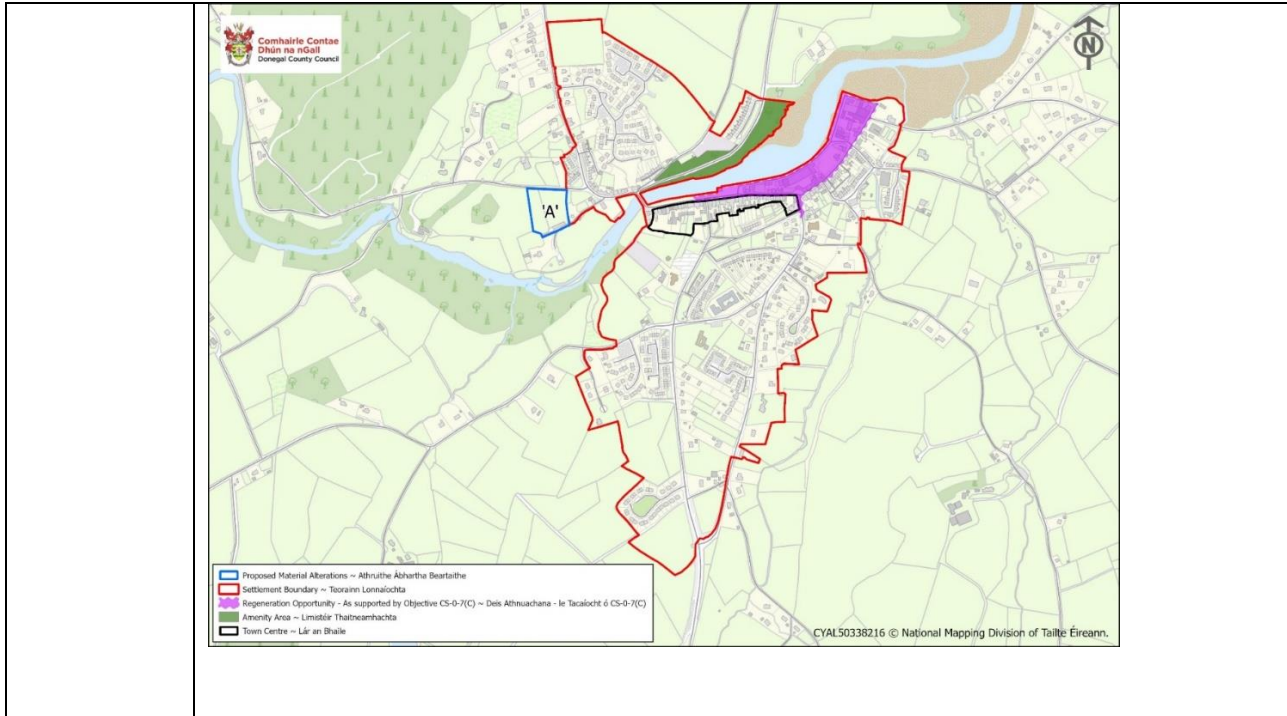 Comhairle Contae
Dhún na nGall
Donegal County Council
N
'A'
Proposed Material Alterations ~ Athruithe Ábhartha Beartaithe
Settlement Boundary ~ Teorainn Lonnaíochta
Regeneration Opportunity - As supported by Objective CS-0-7(C) ~ Deis Athnuachana - le Tacaíocht ó CS-0-7(C)
Amenity Area ~ Limistéir Thaitneamhachta
Town Centre ~ Lár an Bhaile
CYAL50338216 © National Mapping Division of Tailte Éireann.